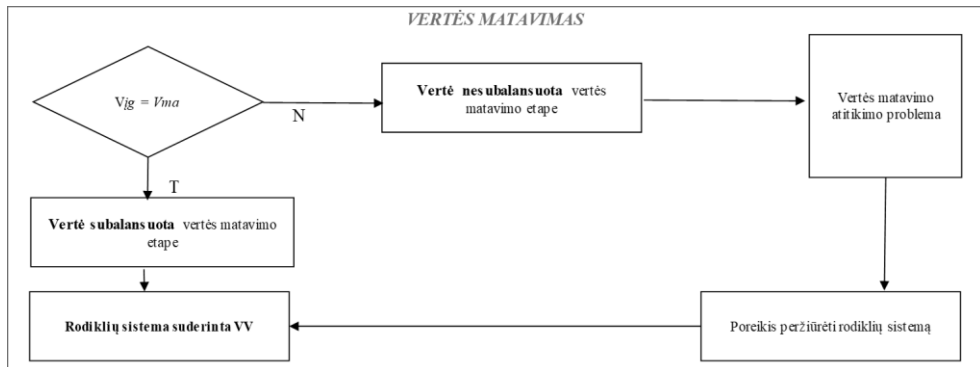 VERTĖS MATAVIMAS
Vįg = Vma
N
Vertė nesubalansuota vertės
matavimo etape
Vertės matavimo
atitikimo problema
T
Vertė subalansuota vertės matavimo
etape
Rodiklių sistema suderinta VV
Poreikis peržiūrėti rodiklių sistemą